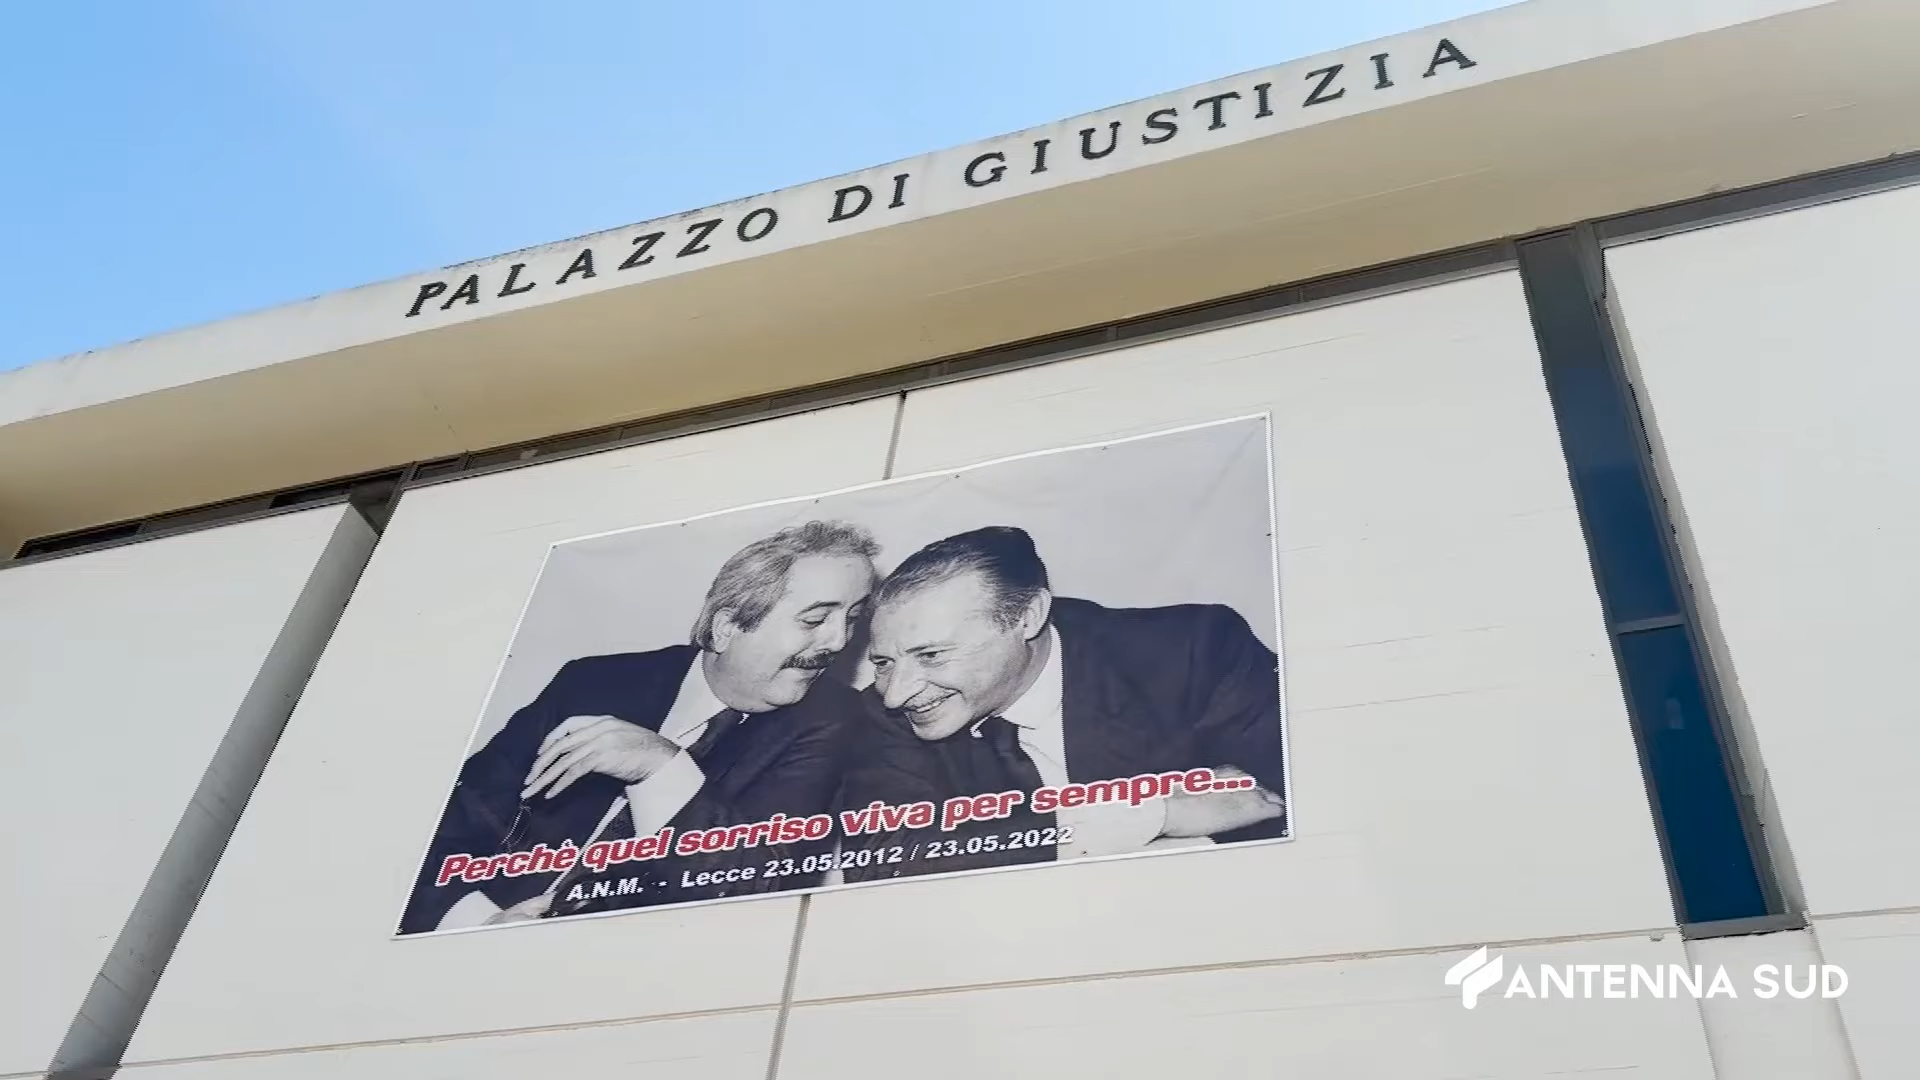 PALAZZO DI GIUSTIZIA
Perchè quel sorriso viva per sempre...
A.N.M. - Lecce 23.05.2012 / 23.05.2022
ANTENNA SUD